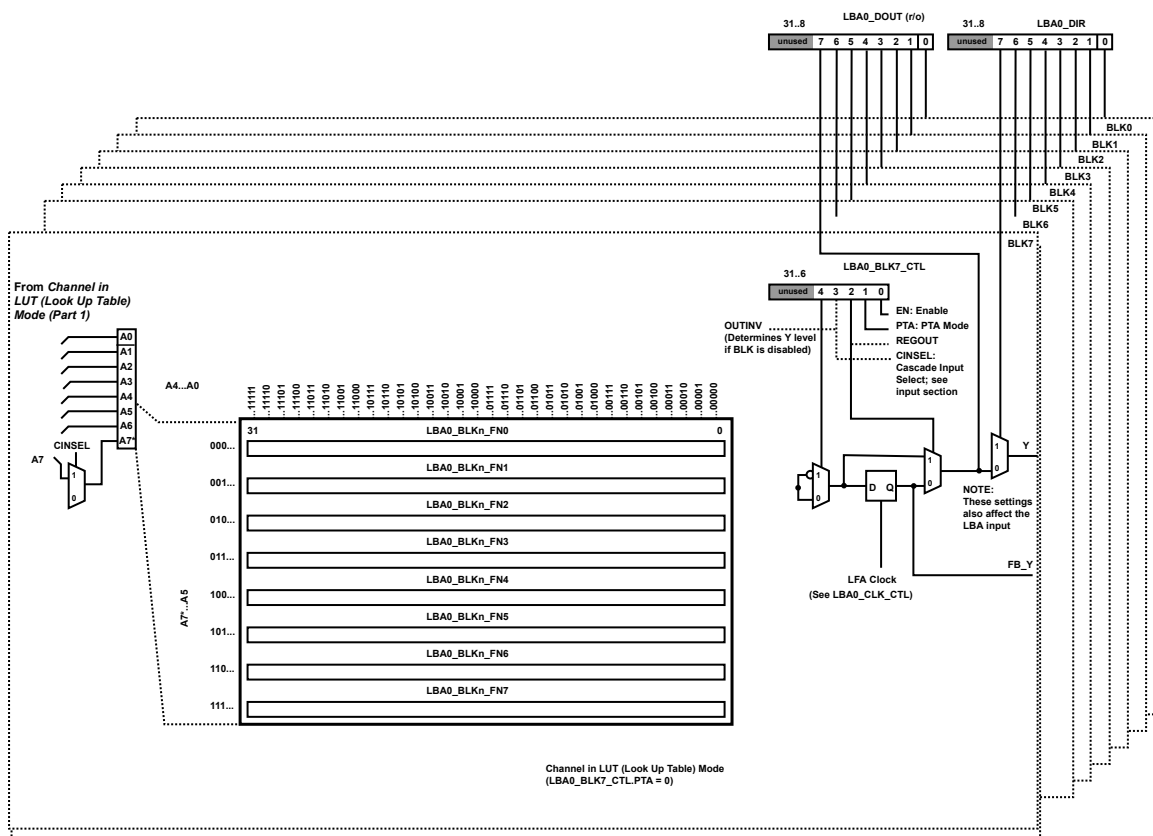 31..8
LBA0_DOUT (r/o)
31..8
LBA0_DIR
unused 7 6 5 4 3 2 1 0
unused 7 6 5 4 3 2 1 0
BLK0
BLK1
BLK2
BLK3
BLK4
BLK5
BLK6
BLK7
LBA0_BLK7_CTL
31..6
unused 4 3 2 1 0
EN: Enable
PTA: PTA Mode
REGOUT
CINSEL:
Cascade Input
Select; see
input section
OUTINV
(Determines Y level
if BLK is disabled)
From Channel in
LUT (Look Up Table)
Mode (Part 1)
A0
A1
A2
A3
A4
A5
A6
A7*
CINSEL
A7
1
0
A4...A0
A7*...A5
...11111
...11110
...11101
...11100
...11011
...11010
...11001
...11000
...10111
...10110
...10101
...10100
...10011
...10010
...10001
...10000
...01111
...01110
...01101
...01100
...01011
...01010
...01001
...01000
...00111
...00110
...00101
...00100
...00011
...00010
...00001
...00000
31 LBA0_BLKn_FN0 0
000...
LBA0_BLKn_FN1
001...
LBA0_BLKn_FN2
010...
LBA0_BLKn_FN3
011...
LBA0_BLKn_FN4
100...
LBA0_BLKn_FN5
101...
LBA0_BLKn_FN6
110...
LBA0_BLKn_FN7
111...
1
0
D Q
1
0
1
0
Y
NOTE:
These settings
also affect the
LBA input
FB_Y
LFA Clock
(See LBA0_CLK_CTL)
Channel in LUT (Look Up Table) Mode
(LBA0_BLK7_CTL.PTA = 0)